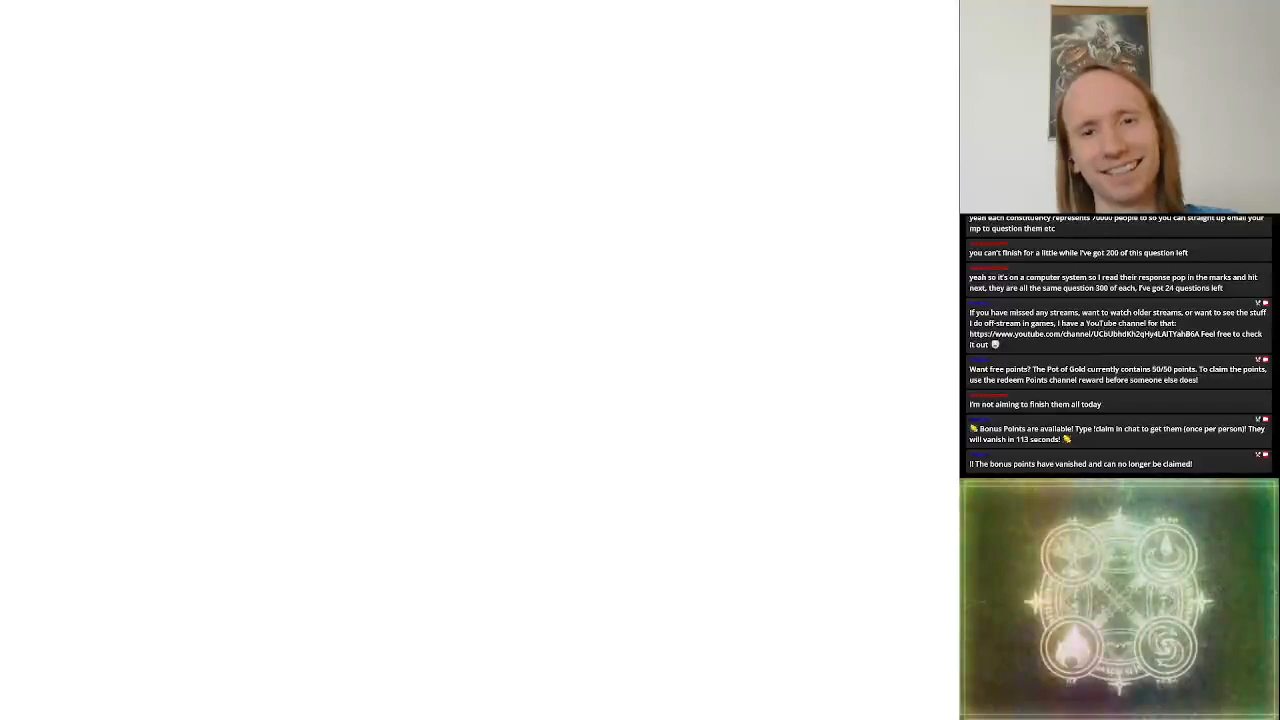 yeah each constituency represents 70000 people to so you can straight up email your
mp to question them etc
you can't finish for a little while I've got 200 of this question left
yeah so it's on a computer system so I read their response pop in the marks and hit
next, they are all the same question 300 of each, I've got 24 questions left
If you have missed any streams, want to watch older streams, or want to see the stuff
I do off-stream in games, I have a YouTube channel for that:
https://www.youtube.com/channel/UCbUbhdKh2qHy4LAlTYahB6A Feel free to check
it out
Want free points? The Pot of Gold currently contains 50/50 points. To claim the points,
use the redeem Points channel reward before someone else does!
I'm not aiming to finish them all today
Bonus Points are available! Type !claim in chat to get them (once per person)! They
will vanish in 113 seconds!
!! The bonus points have vanished and can no longer be claimed!